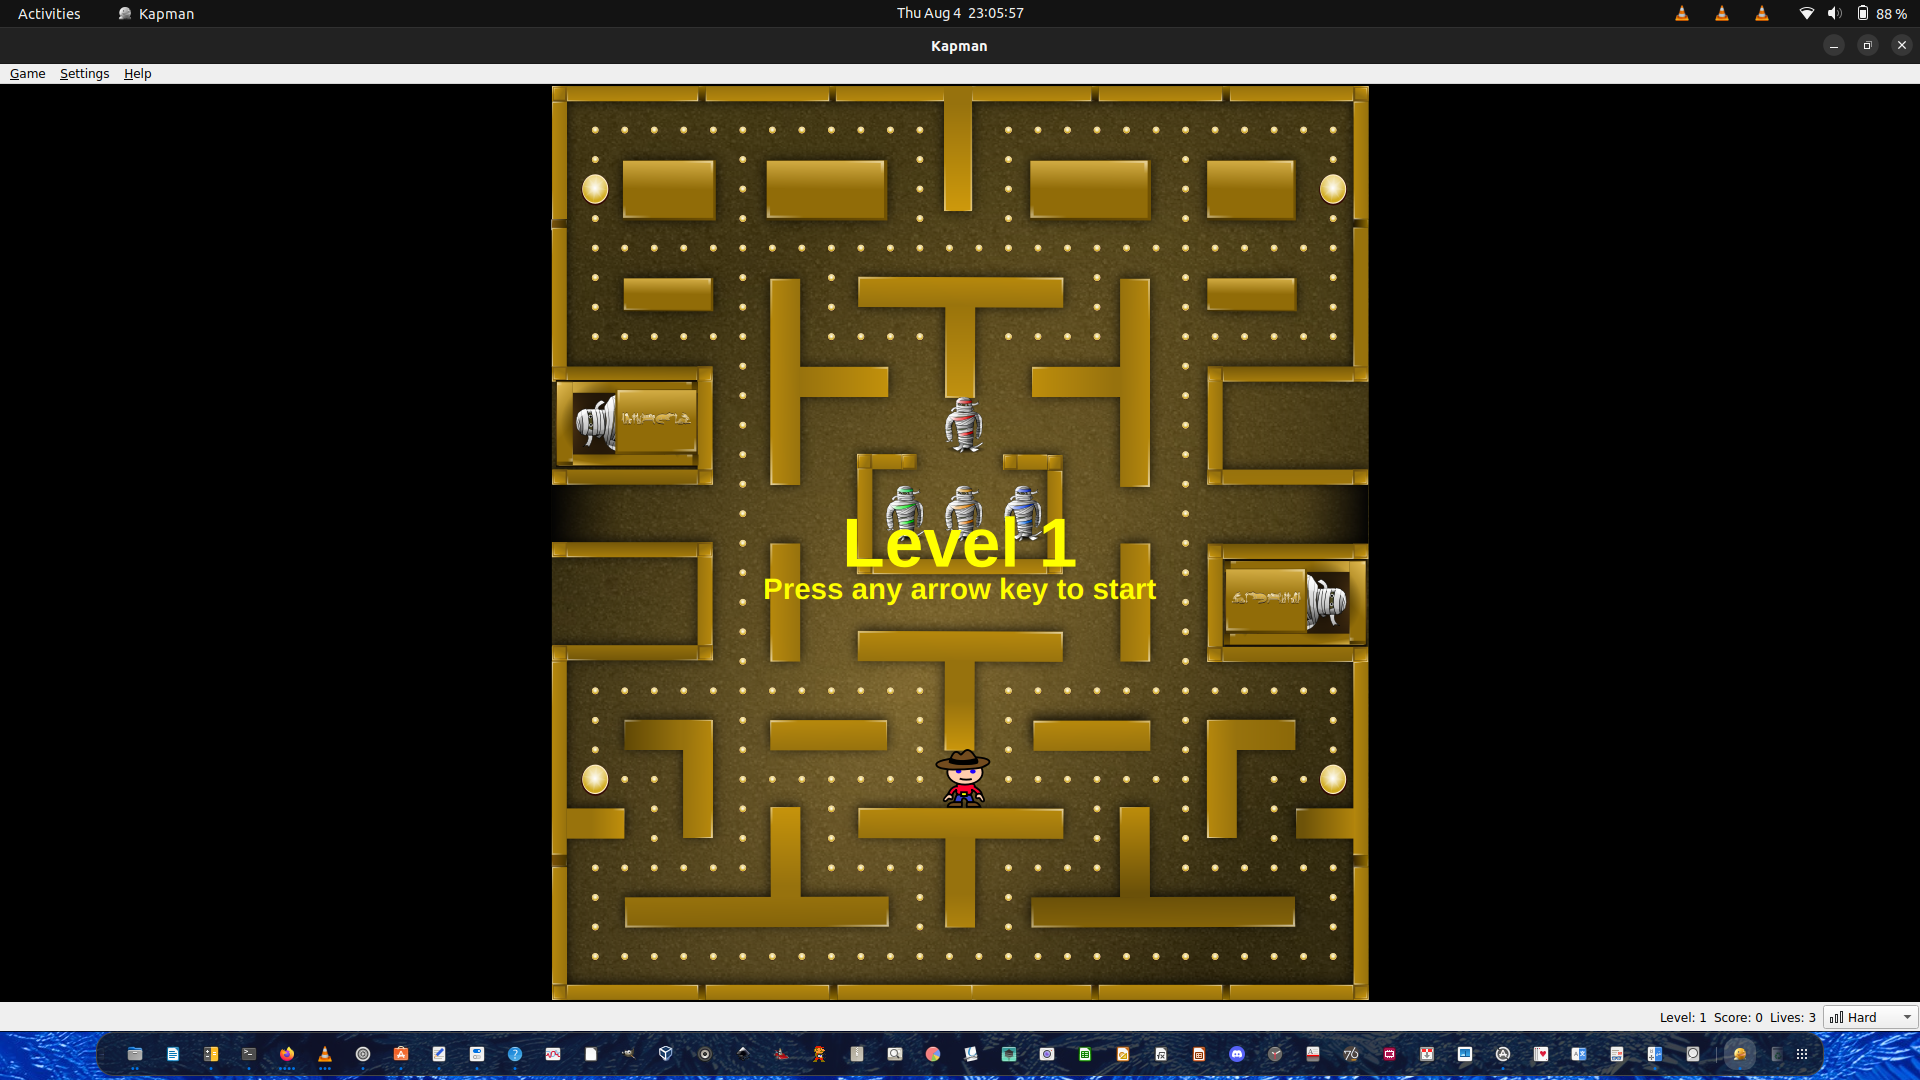 Activities
Kapman
Thu Aug 4 23:05:57
88 %
Kapman
Game
Settings
Help
Level 1
Press any arrow key to start
Level: 1
Score: 0
Lives: 3
Hard